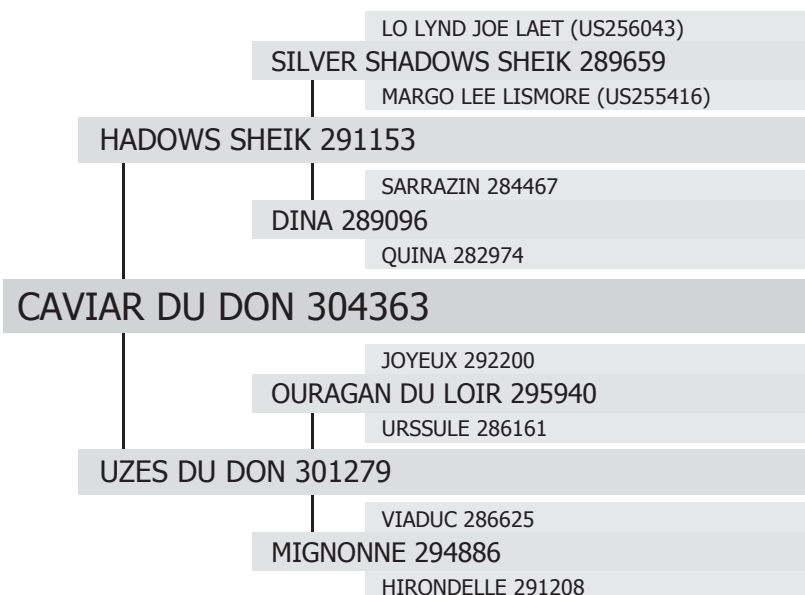 LO LYND JOE LAET (US256043)
SILVER SHADOWS SHEIK 289659
MARGO LEE LISMORE (US255416)
HADOWS SHEIK 291153
SARRAZIN 284467
DINA 289096
QUINA 282974
CAVIAR DU DON 304363
JOYEUX 292200
OURAGAN DU LOIR 295940
URSSULE 286161
UZES DU DON 301279
VIADUC 286625
MIGNONNE 294886
HIRONDELLE 291208